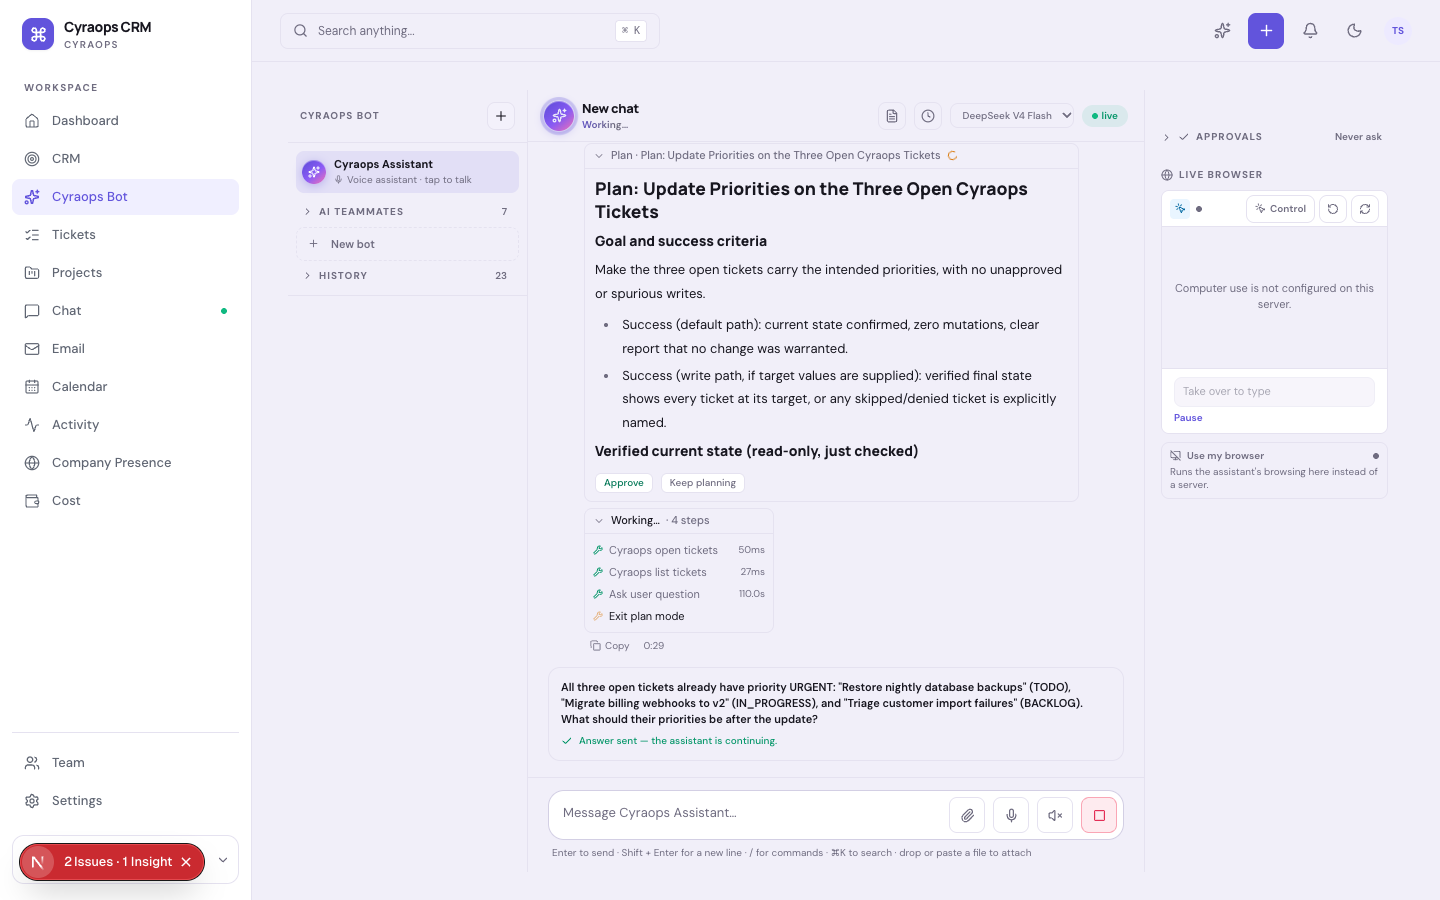 Cyraops CRM
CYRAOPS
WORKSPACE
Dashboard
CRM
Cyraops Bot
Tickets
Projects
Chat
Email
Calendar
Activity
Company Presence
Cost
Team
Settings
N 2 Issues · 1 Insight
Search anything...
⌘ K
TS
CYRAOPS BOT
Cyraops Assistant
Voice assistant · tap to talk
AI TEAMMATES 7
New bot
HISTORY 23
New chat
Working...
DeepSeek V4 Flash
live
Plan · Plan: Update Priorities on the Three Open Cyraops Tickets
Plan: Update Priorities on the Three Open Cyraops
Tickets
Goal and success criteria
Make the three open tickets carry the intended priorities, with no unapproved
or spurious writes.
• Success (default path): current state confirmed, zero mutations, clear
report that no change was warranted.
• Success (write path, if target values are supplied): verified final state
shows every ticket at its target, or any skipped/denied ticket is explicitly
named.
Verified current state (read-only, just checked)
Approve Keep planning
Working... · 4 steps
Cyraops open tickets 50ms
Cyraops list tickets 27ms
Ask user question 110.0s
Exit plan mode
Copy 0:29
All three open tickets already have priority URGENT: "Restore nightly database backups" (TODO),
"Migrate billing webhooks to v2" (IN_PROGRESS), and "Triage customer import failures" (BACKLOG).
What should their priorities be after the update?
Answer sent — the assistant is continuing.
Message Cyraops Assistant...
Enter to send · Shift + Enter for a new line · / for commands · ⌘K to search · drop or paste a file to attach
APPROVALS Never ask
LIVE BROWSER
Control
Computer use is not configured on this
server.
Take over to type
Pause
Use my browser
Runs the assistant's browsing here instead of
a server.